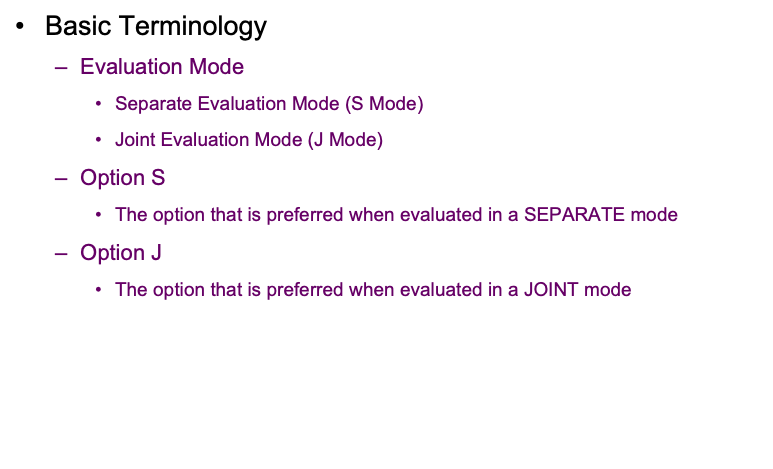 • Basic Terminology
– Evaluation Mode
• Separate Evaluation Mode (S Mode)
• Joint Evaluation Mode (J Mode)
– Option S
• The option that is preferred when evaluated in a SEPARATE mode
– Option J
• The option that is preferred when evaluated in a JOINT mode